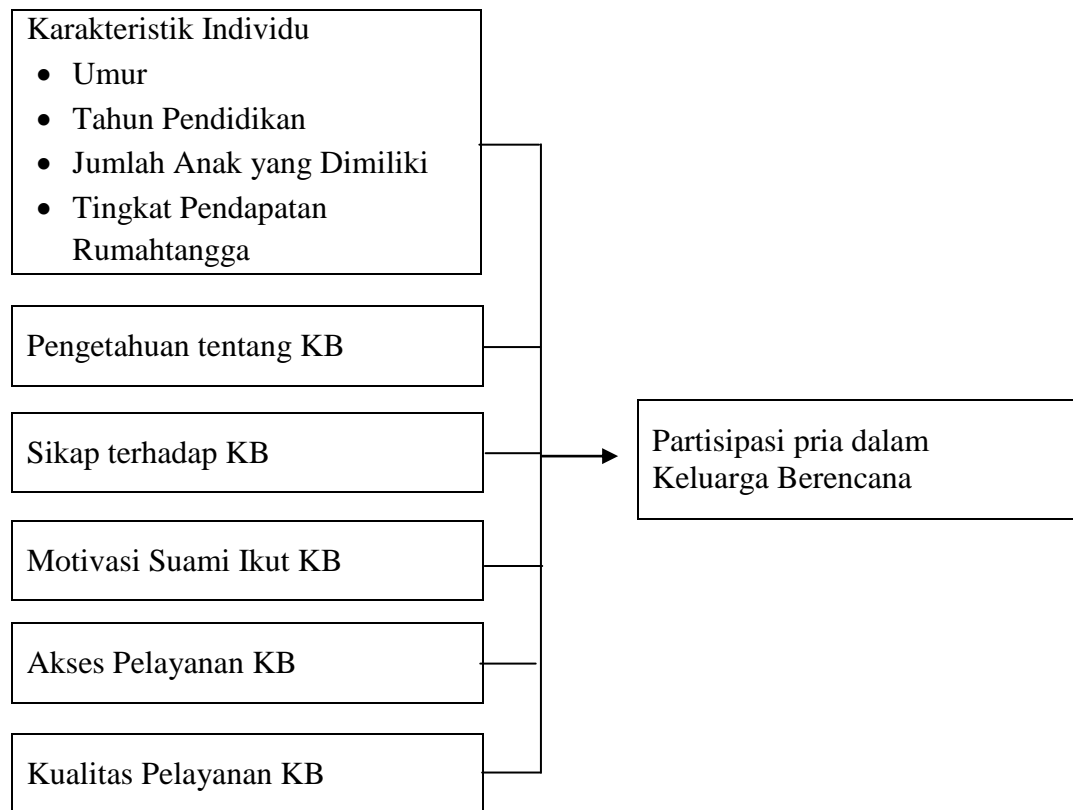 Karakteristik Individu
• Umur
• Tahun Pendidikan
• Jumlah Anak yang Dimiliki
• Tingkat Pendapatan
Rumahtangga
Pengetahuan tentang KB
Sikap terhadap KB
Motivasi Suami Ikut KB
Akses Pelayanan KB
Kualitas Pelayanan KB
Partisipasi pria dalam
Keluarga Berencana